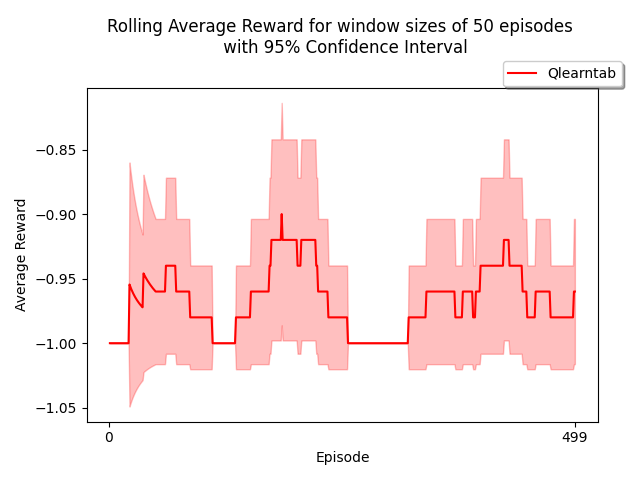 Rolling Average Reward for window sizes of 50 episodes
with 95% Confidence Interval
Qlearntab
−0.85
−0.90
−0.95
−1.00
−1.05
Average Reward
0
499
Episode